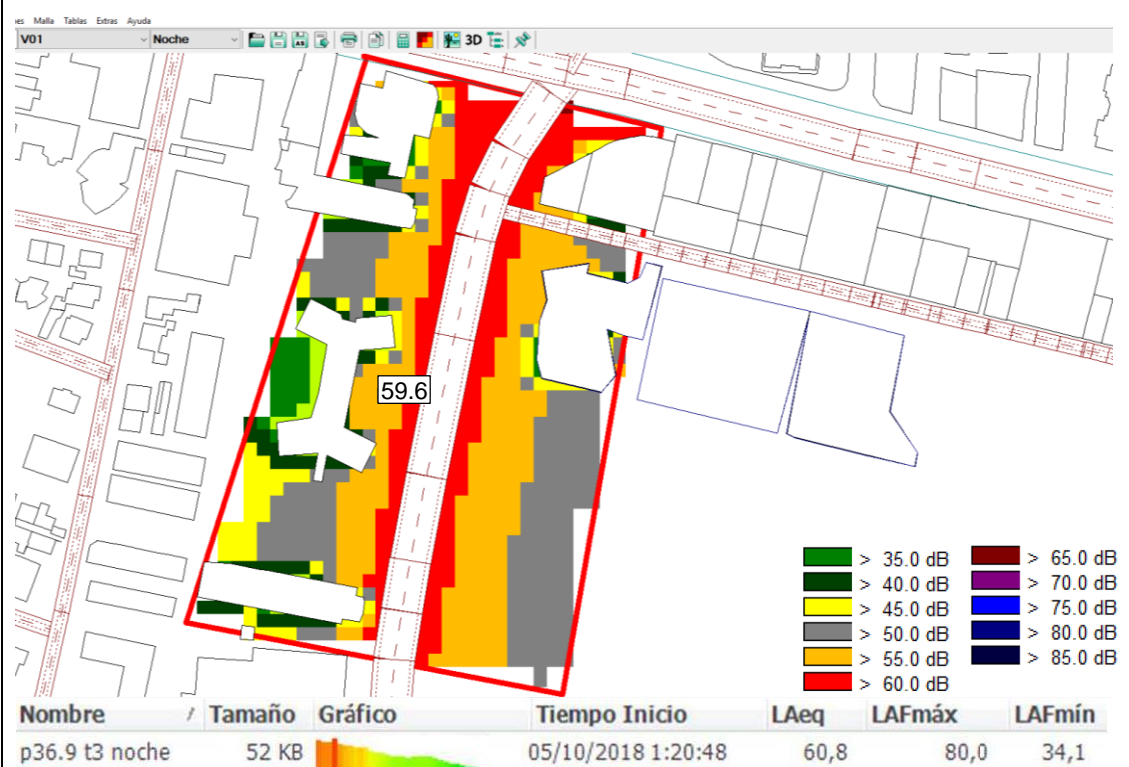 es Malla Tablas Extras Ayuda
V01 Noche AS 3D
59.6
> 35.0 dB > 65.0 dB
> 40.0 dB > 70.0 dB
> 45.0 dB > 75.0 dB
> 50.0 dB > 80.0 dB
> 55.0 dB > 85.0 dB
> 60.0 dB
Nombre / Tamaño Gráfico Tiempo Inicio LAeq LAFmáx LAFmín
p36.9 t3 noche 52 KB 05/10/2018 1:20:48 60,8 80,0 34,1